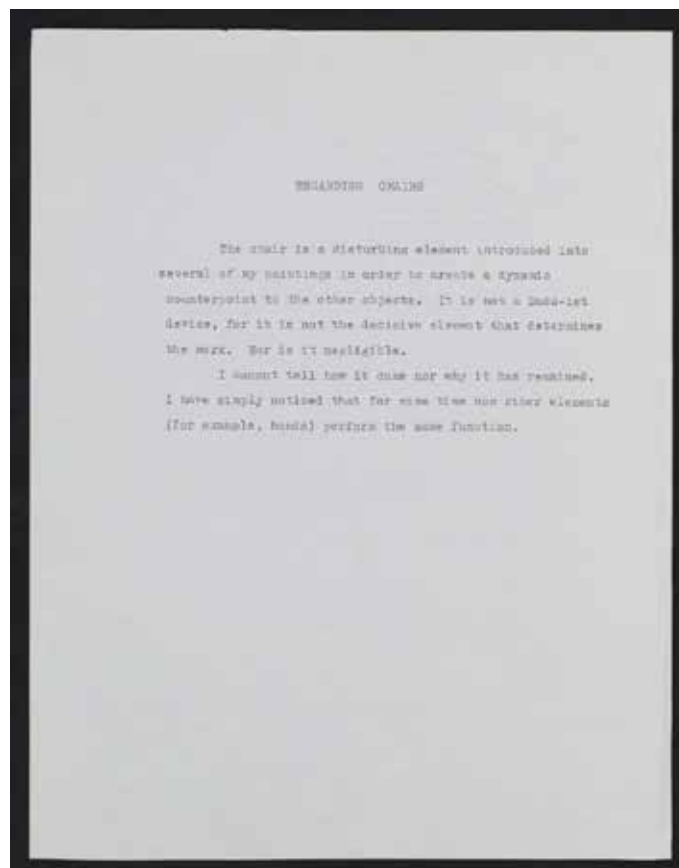 REGARDING CHAIRS
The chair is a disturbing element introduced into
several of my paintings in order to create a dynamic
counterpoint to the other objects. It is not a Dada-ist
device, for it is not the decisive element that determines
the work. Nor is it negligible.
I cannot tell how it came nor why it has remained.
I have simply noticed that for some time now other elements
(for example, hands) perform the same function.